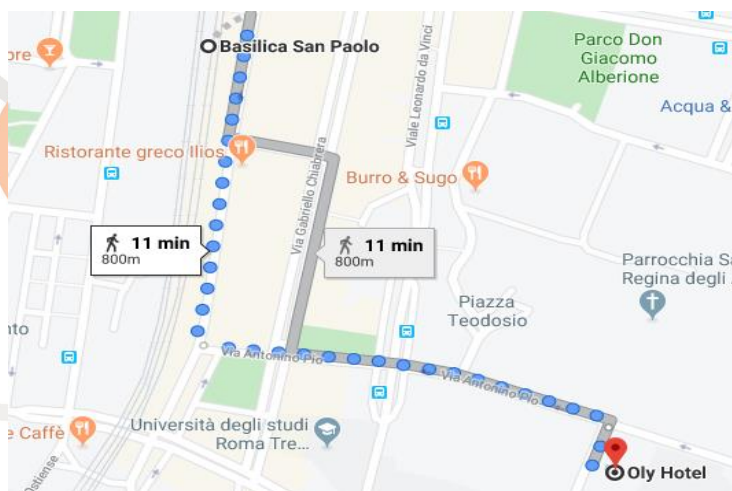 Basilica San Paolo
Parco Don
Giacomo
Alberione
ore
Viale Leonardo da Vinci
Acqua &
Ristorante greco Ilios
Via Gabriello Chiabrera
Burro & Sugo
11 min
800m
11 min
800m
Parrocchia Sa
Regina degli
Piazza
Teodosio
nto
Via Antonino Pio
Via Antonino Pio
Università degli studi
Roma Tre...
e Caffè
Ostiense
Oly Hotel